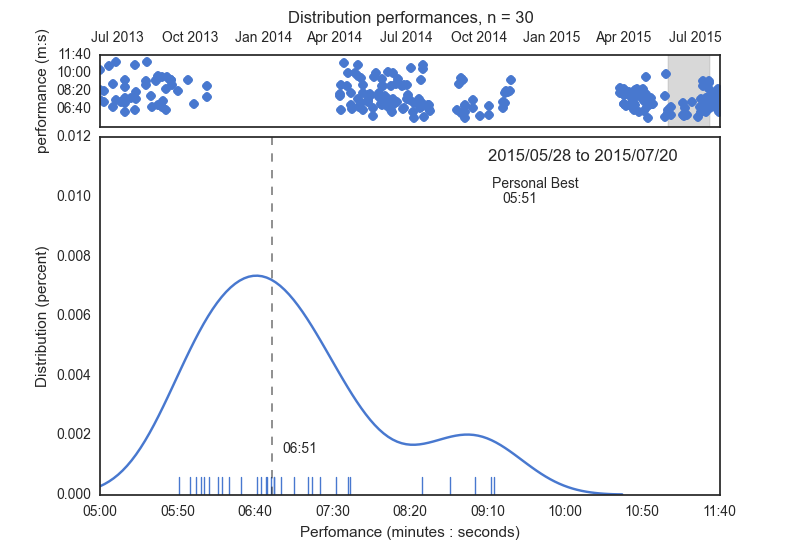 Distribution performances, n = 30
Jul 2013 Oct 2013 Jan 2014 Apr 2014 Jul 2014 Oct 2014 Jan 2015 Apr 2015 Jul 2015
performance (m:s)
11:40
10:00
08:20
06:40
0.012
0.010
0.008
0.006
0.004
0.002
0.000
Distribution (percent)
2015/05/28 to 2015/07/20
Personal Best
05:51
06:51
05:00 05:50 06:40 07:30 08:20 09:10 10:00 10:50 11:40
Perfomance (minutes : seconds)